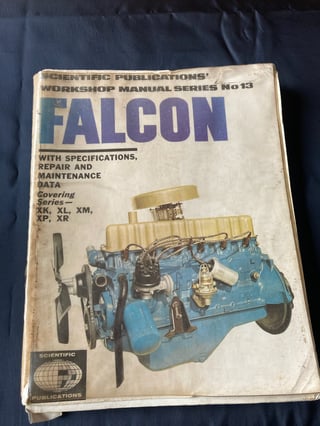 SCIENTIFIC PUBLICATIONS'
WORKSHOP MANUAL SERIES No 13
FALCON
WITH SPECIFICATIONS,
REPAIR AND
MAINTENANCE
DATA
Covering
Series—
XK, XL, XM,
XP, XR
SCIENTIFIC
PUBLICATIONS